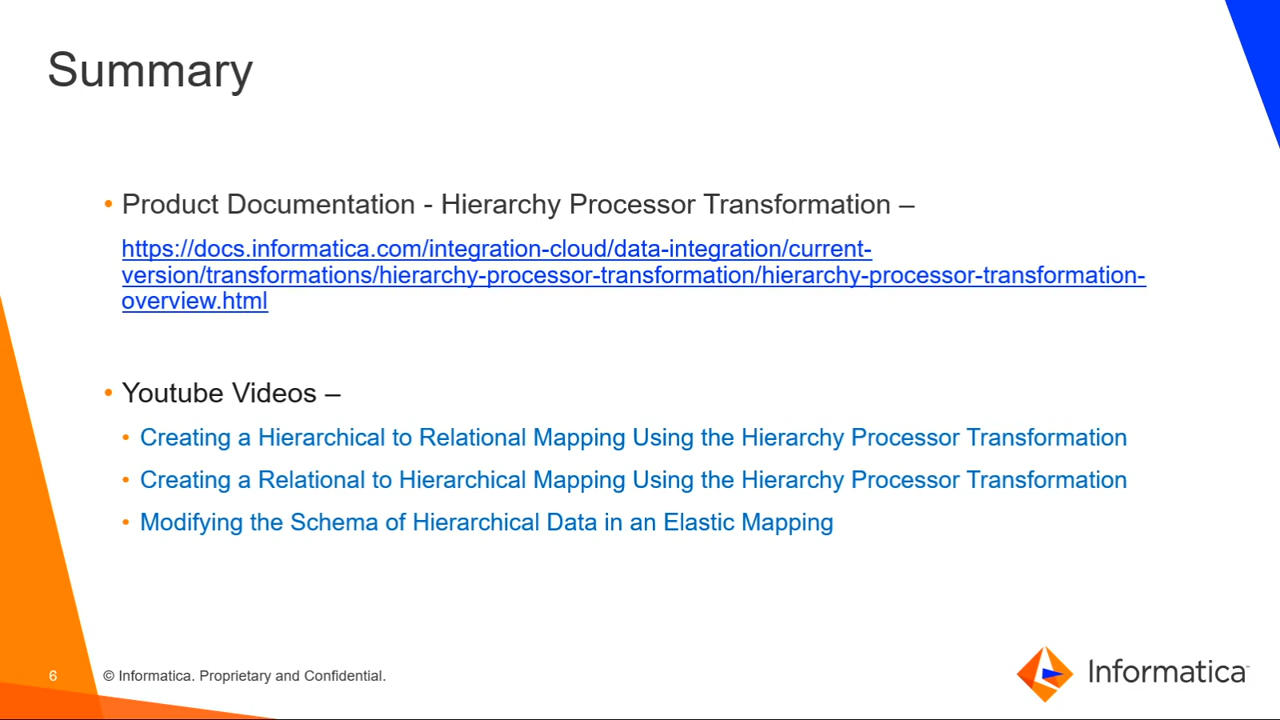 Summary
• Product Documentation - Hierarchy Processor Transformation –
https://docs.informatica.com/integration-cloud/data-integration/current-
version/transformations/hierarchy-processor-transformation/hierarchy-processor-transformation-
overview.html
• Youtube Videos –
• Creating a Hierarchical to Relational Mapping Using the Hierarchy Processor Transformation
• Creating a Relational to Hierarchical Mapping Using the Hierarchy Processor Transformation
• Modifying the Schema of Hierarchical Data in an Elastic Mapping
6
© Informatica. Proprietary and Confidential.
Informatica